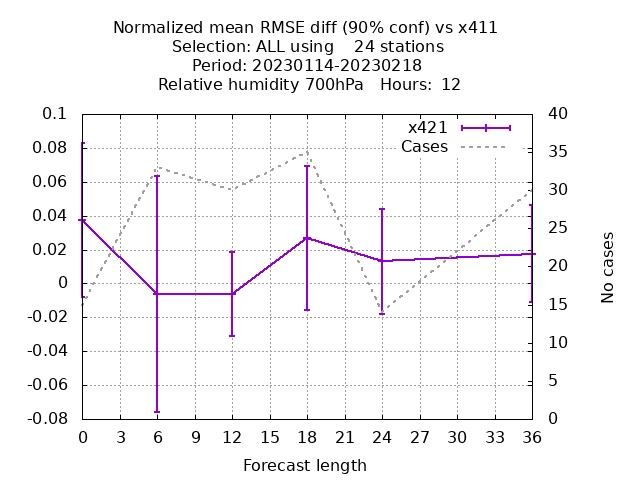 Normalized mean RMSE diff (90% conf) vs x411
Selection: ALL using    24 stations
Period: 20230114-20230218
Relative humidity 700hPa   Hours:  12
0.1
0.08
0.06
0.04
0.02
0
-0.02
-0.04
-0.06
-0.08
x421
Cases
40
35
30
25
20
15
10
5
0
No cases
0 3 6 9 12 15 18 21 24 27 30 33 36
Forecast length